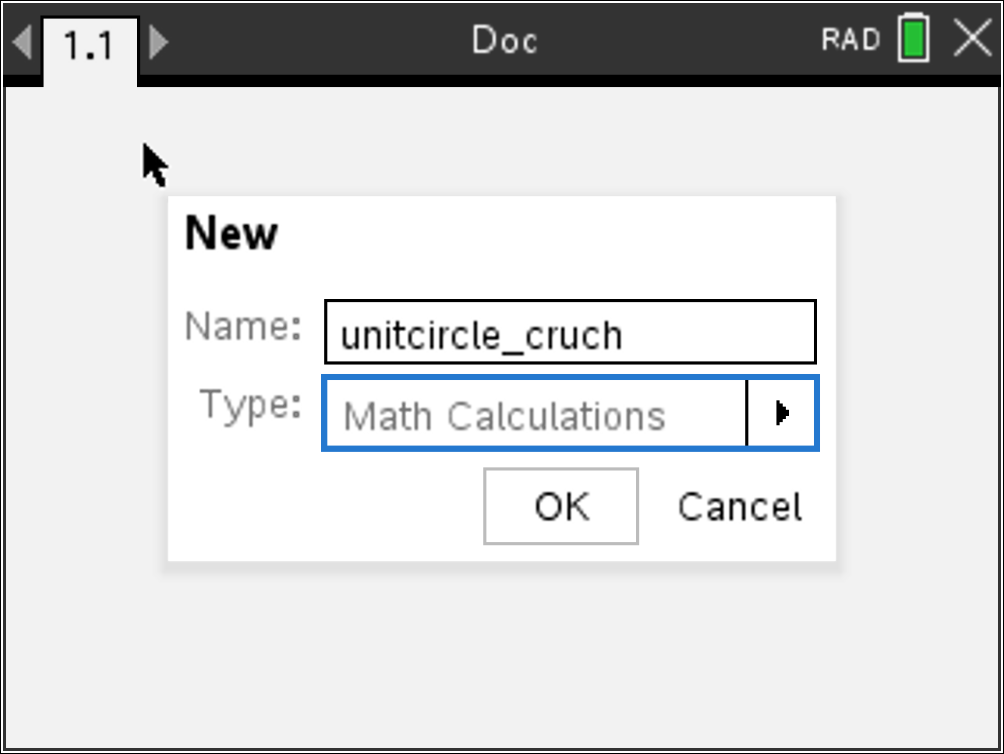 1.1 Doc RAD
New
Name: unitcircle_cruch
Type: Math Calculations
OK Cancel